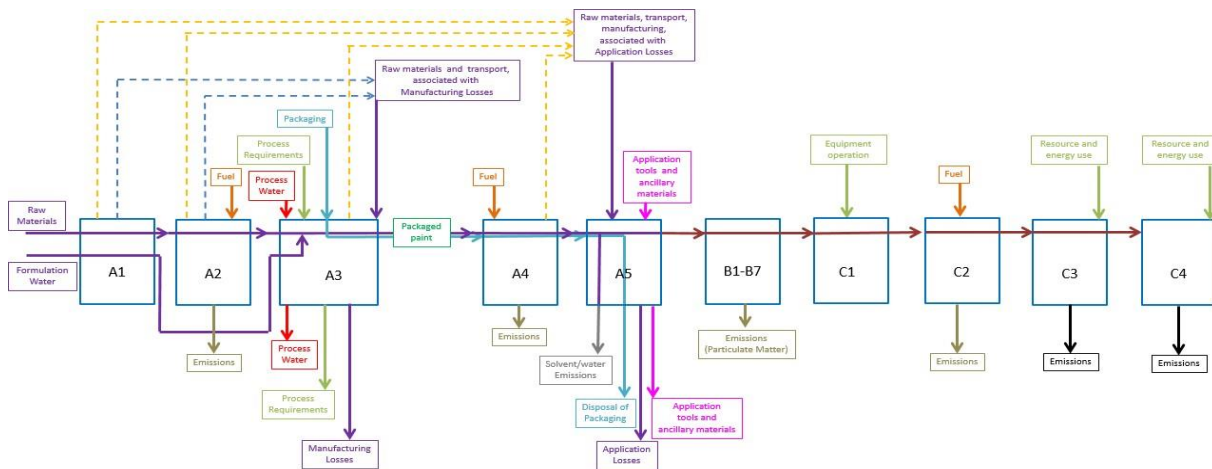 Raw materials, transport,
manufacturing,
associated with
Application Losses
Raw materials and transport,
associated with
Manufacturing Losses
Packaging
Process
Requirements
Fuel
Process
Water
Fuel
Application
tools and
ancillary
materials
Equipment
operation
Fuel
Resource and
energy use
Resource and
energy use
Raw
Materials
Formulation
Water
Packaged
paint
A1
A2
A3
A4
A5
B1-B7
C1
C2
C3
C4
Emissions
Process
Water
Process
Requirements
Manufacturing
Losses
Emissions
Solvent/water
Emissions
Disposal of
Packaging
Application
Losses
Application
tools and
ancillary materials
Emissions
(Particulate Matter)
Emissions
Emissions
Emissions